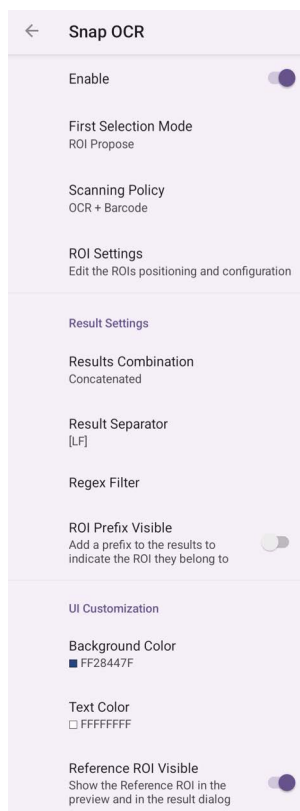 Snap OCR
Enable
First Selection Mode
ROI Propose
Scanning Policy
OCR + Barcode
ROI Settings
Edit the ROIs positioning and configuration
Result Settings
Results Combination
Concatenated
Result Separator
[LF]
Regex Filter
ROI Prefix Visible
Add a prefix to the results to
indicate the ROI they belong to
UI Customization
Background Color
FF28447F
Text Color
FFFFFFFF
Reference ROI Visible
Show the Reference ROI in the
preview and in the result dialog